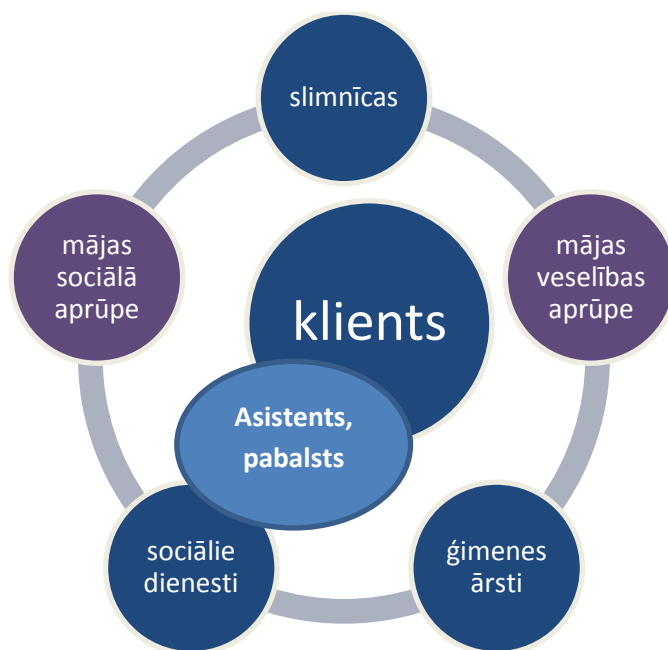 slimnīcas
mājas
sociālā
aprūpe
mājas
veselības
aprūpe
klients
Asistents,
pabalsts
sociālie
dienesti
ģimenes
ārsti